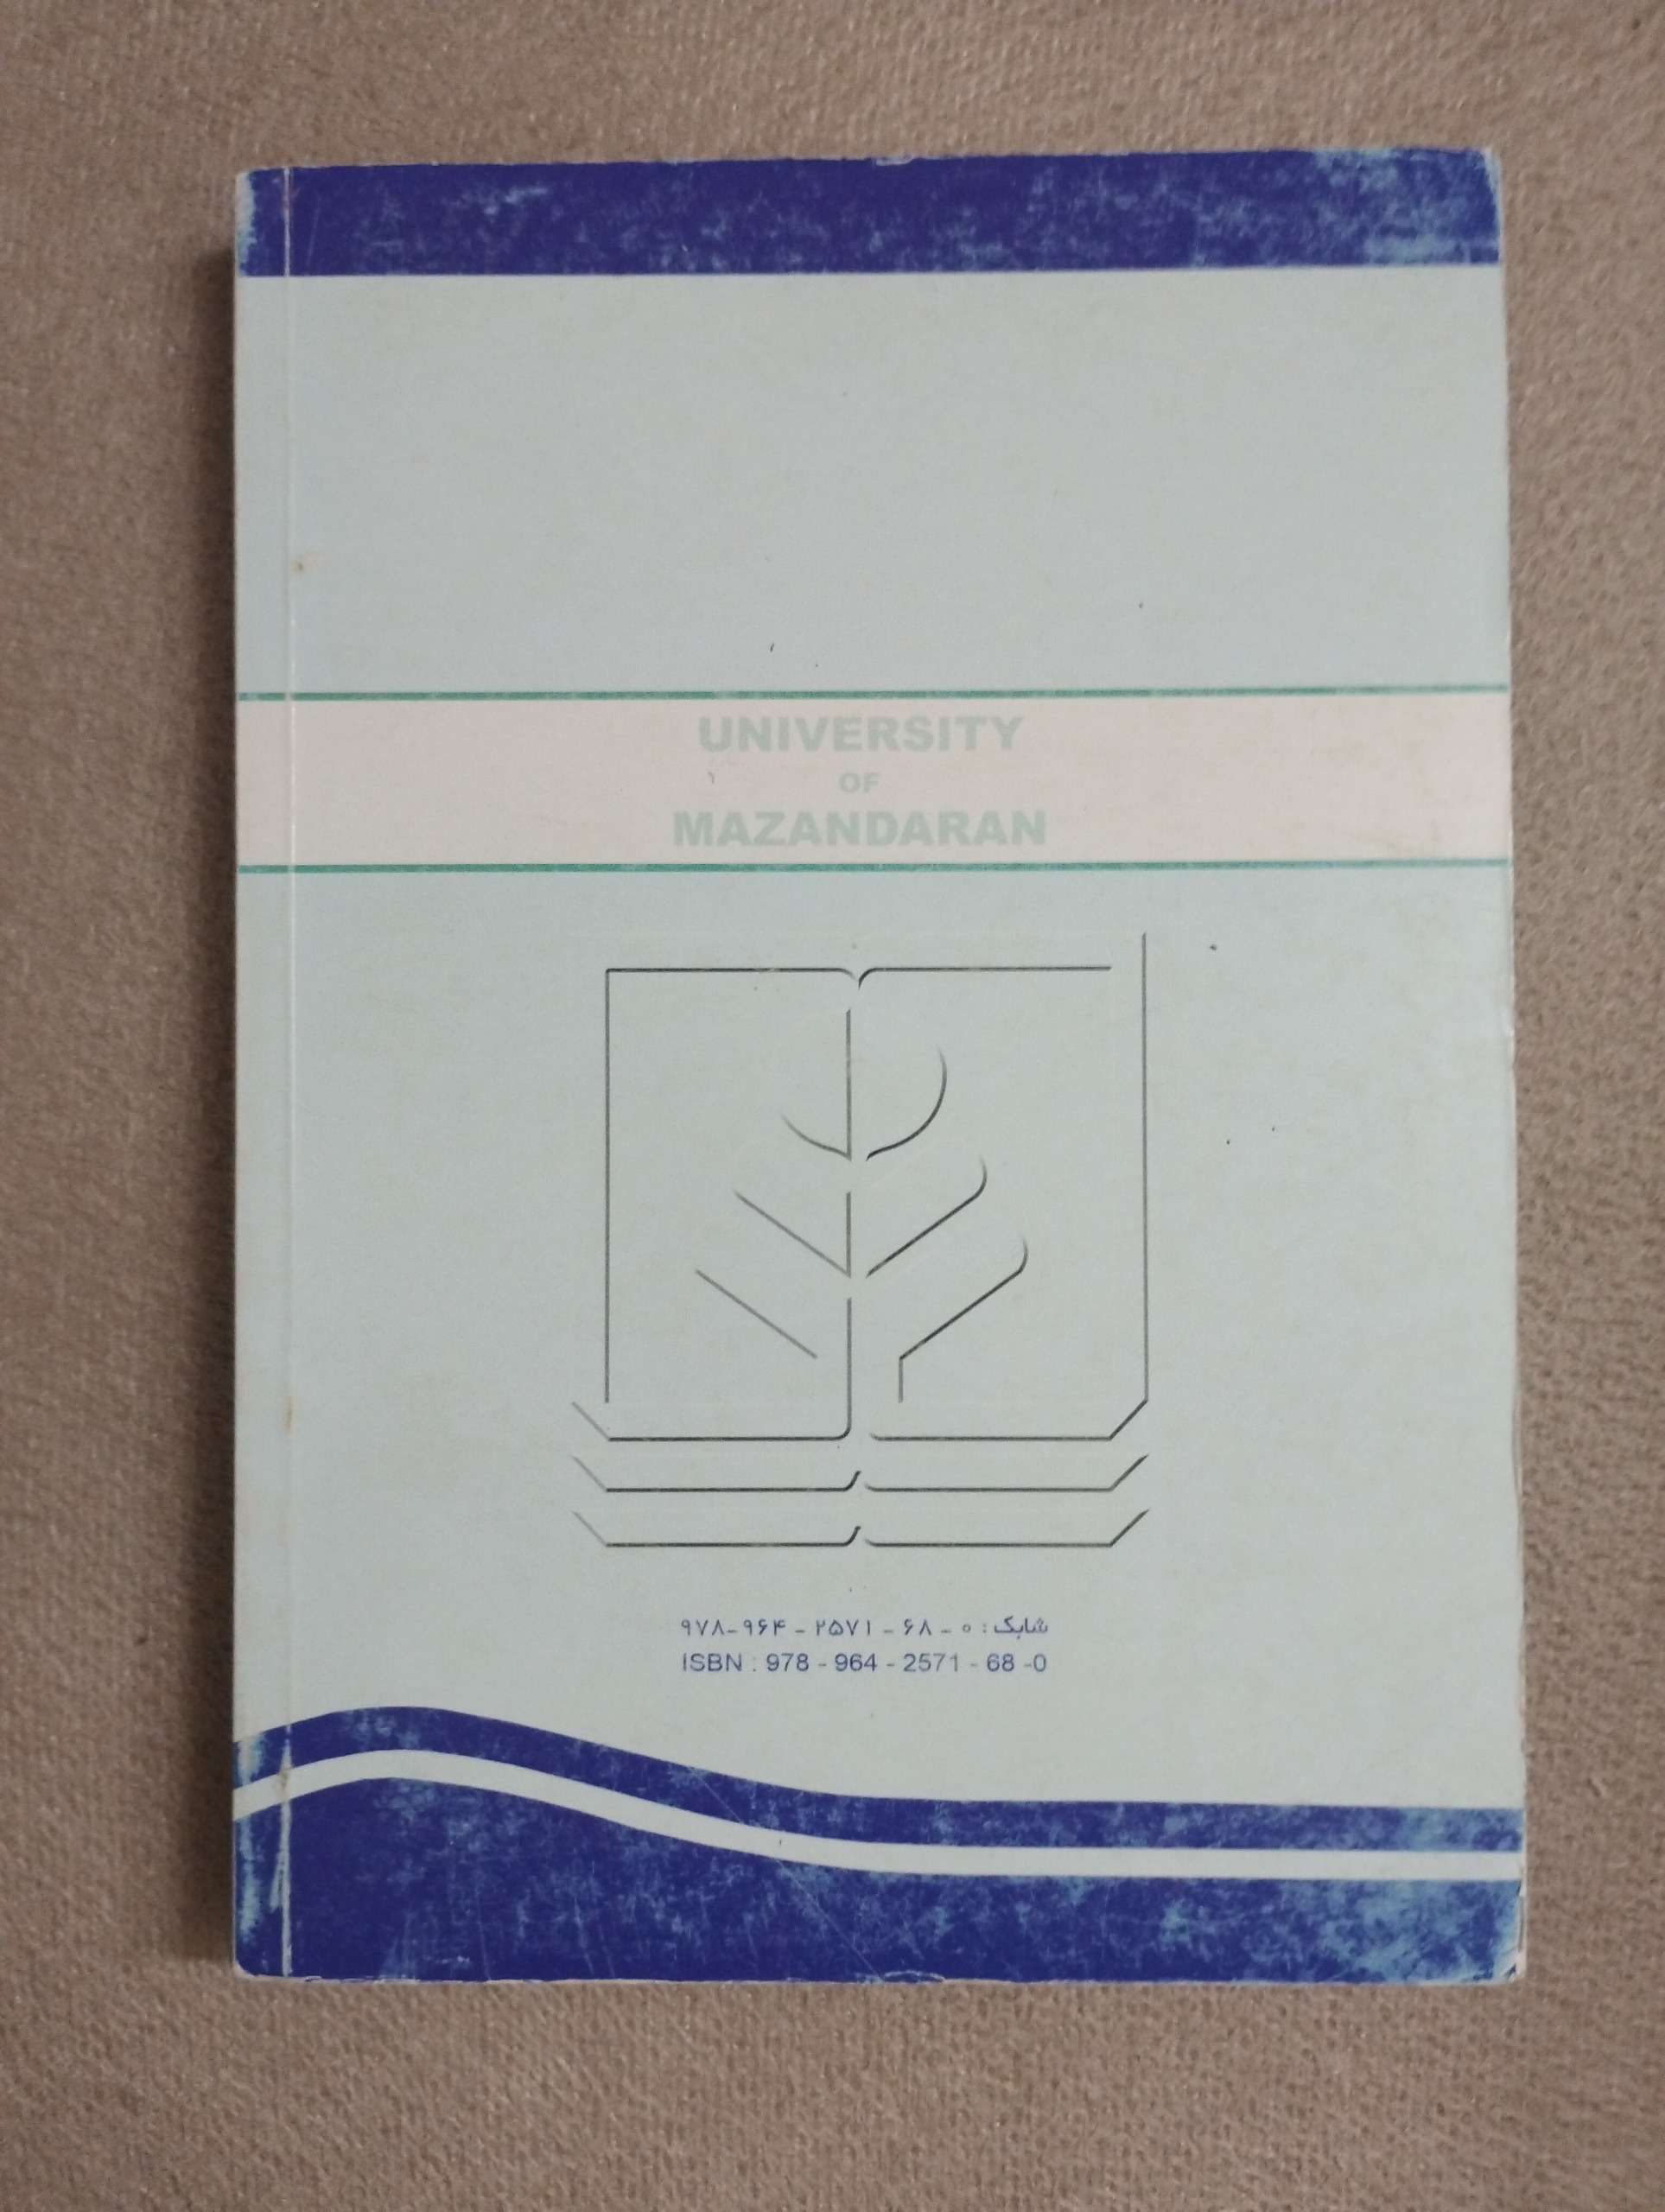 UNIVERSITY
OF
MAZANDARAN
شابک : ۰ - ۶۸ - ۲۵۷۱ - ۹۶۴-۹۷۸
ISBN : 978 - 964 - 2571 - 68 -0